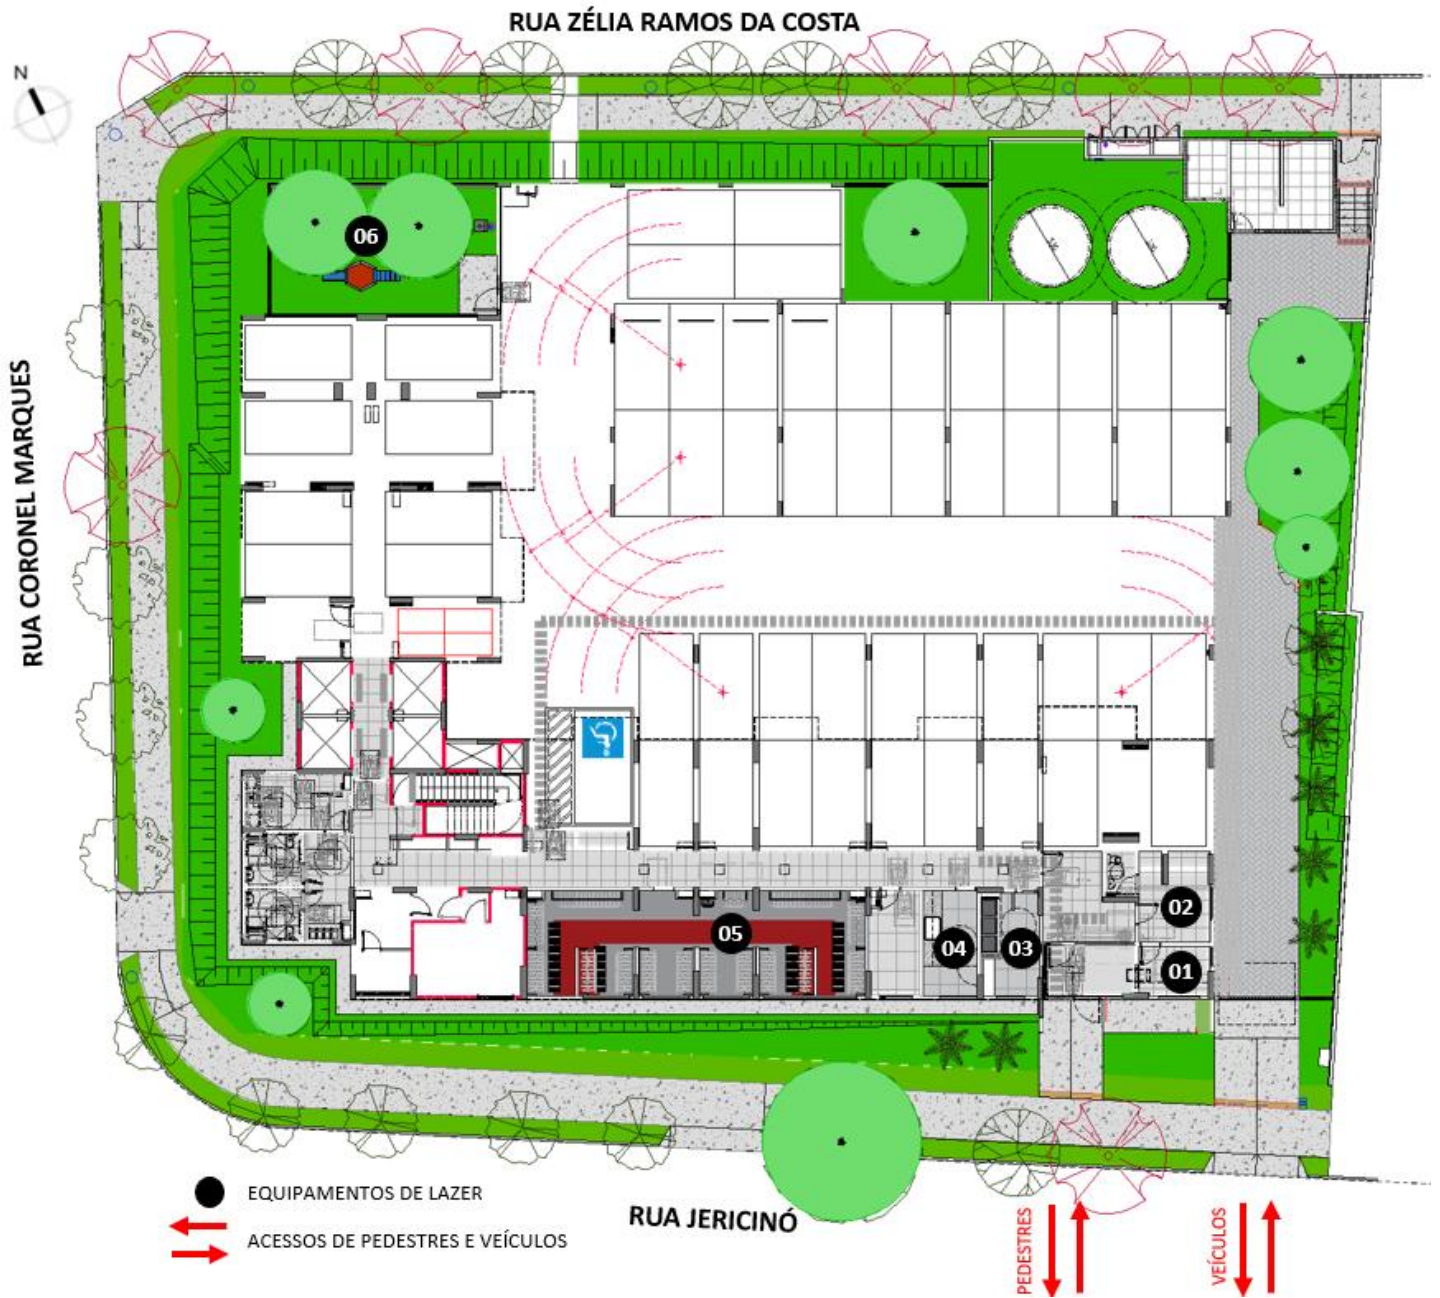 RUA ZÉLIA RAMOS DA COSTA
N
06
RUA CORONEL MARQUES
02
05
04
03
01
EQUIPAMENTOS DE LAZER
ACESSOS DE PEDESTRES E VEÍCULOS
RUA JERICINÓ
PEDESTRES
VEÍCULOS